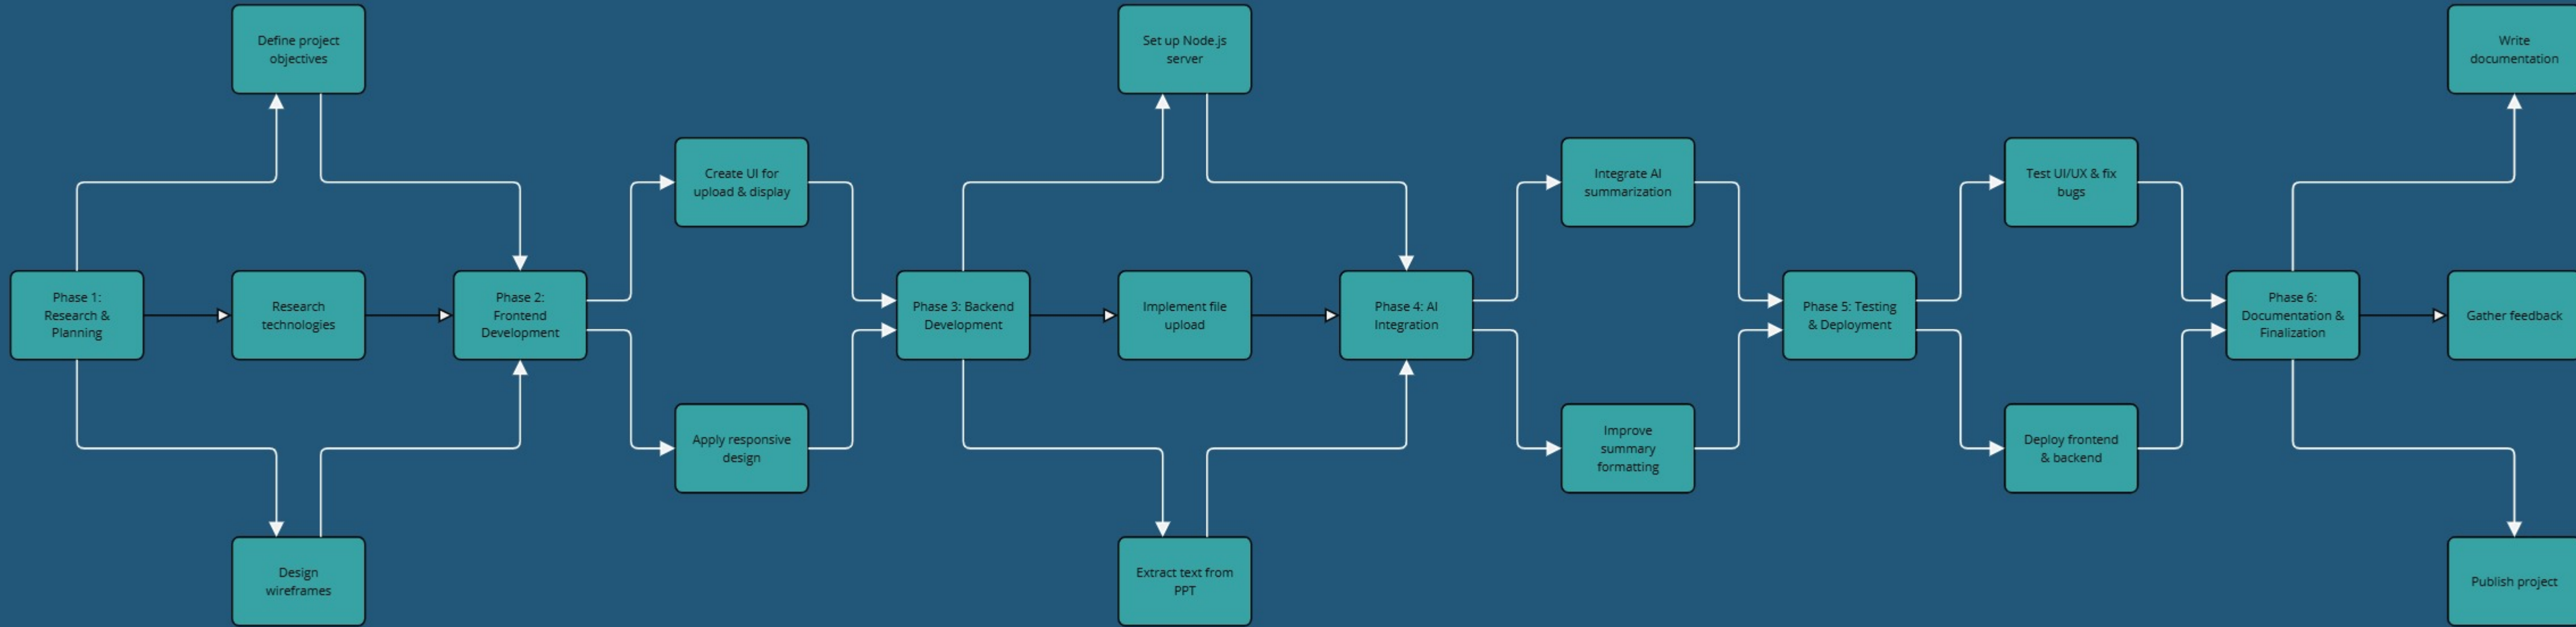 Define project
objectives
Set up Node.js
server
Write
documentation
Create UI for
upload & display
Integrate AI
summarization
Test UI/UX & fix
bugs
Phase 1:
Research &
Planning
Research
technologies
Phase 2:
Frontend
Development
Phase 3: Backend
Development
Implement file
upload
Phase 4: AI
Integration
Phase 5: Testing
& Deployment
Phase 6:
Documentation &
Finalization
Gather feedback
Apply responsive
design
Improve
summary
formatting
Deploy frontend
& backend
Design
wireframes
Extract text from
PPT
Publish project